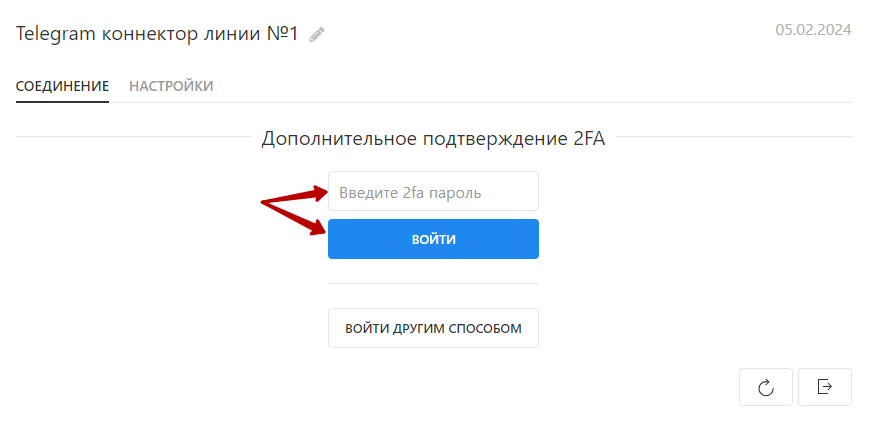 Telegram коннектор линии №1
05.02.2024
СОЕДИНЕНИЕ НАСТРОЙКИ
Дополнительное подтверждение 2FA
Введите 2fa пароль
ВОЙТИ
ВОЙТИ ДРУГИМ СПОСОБОМ